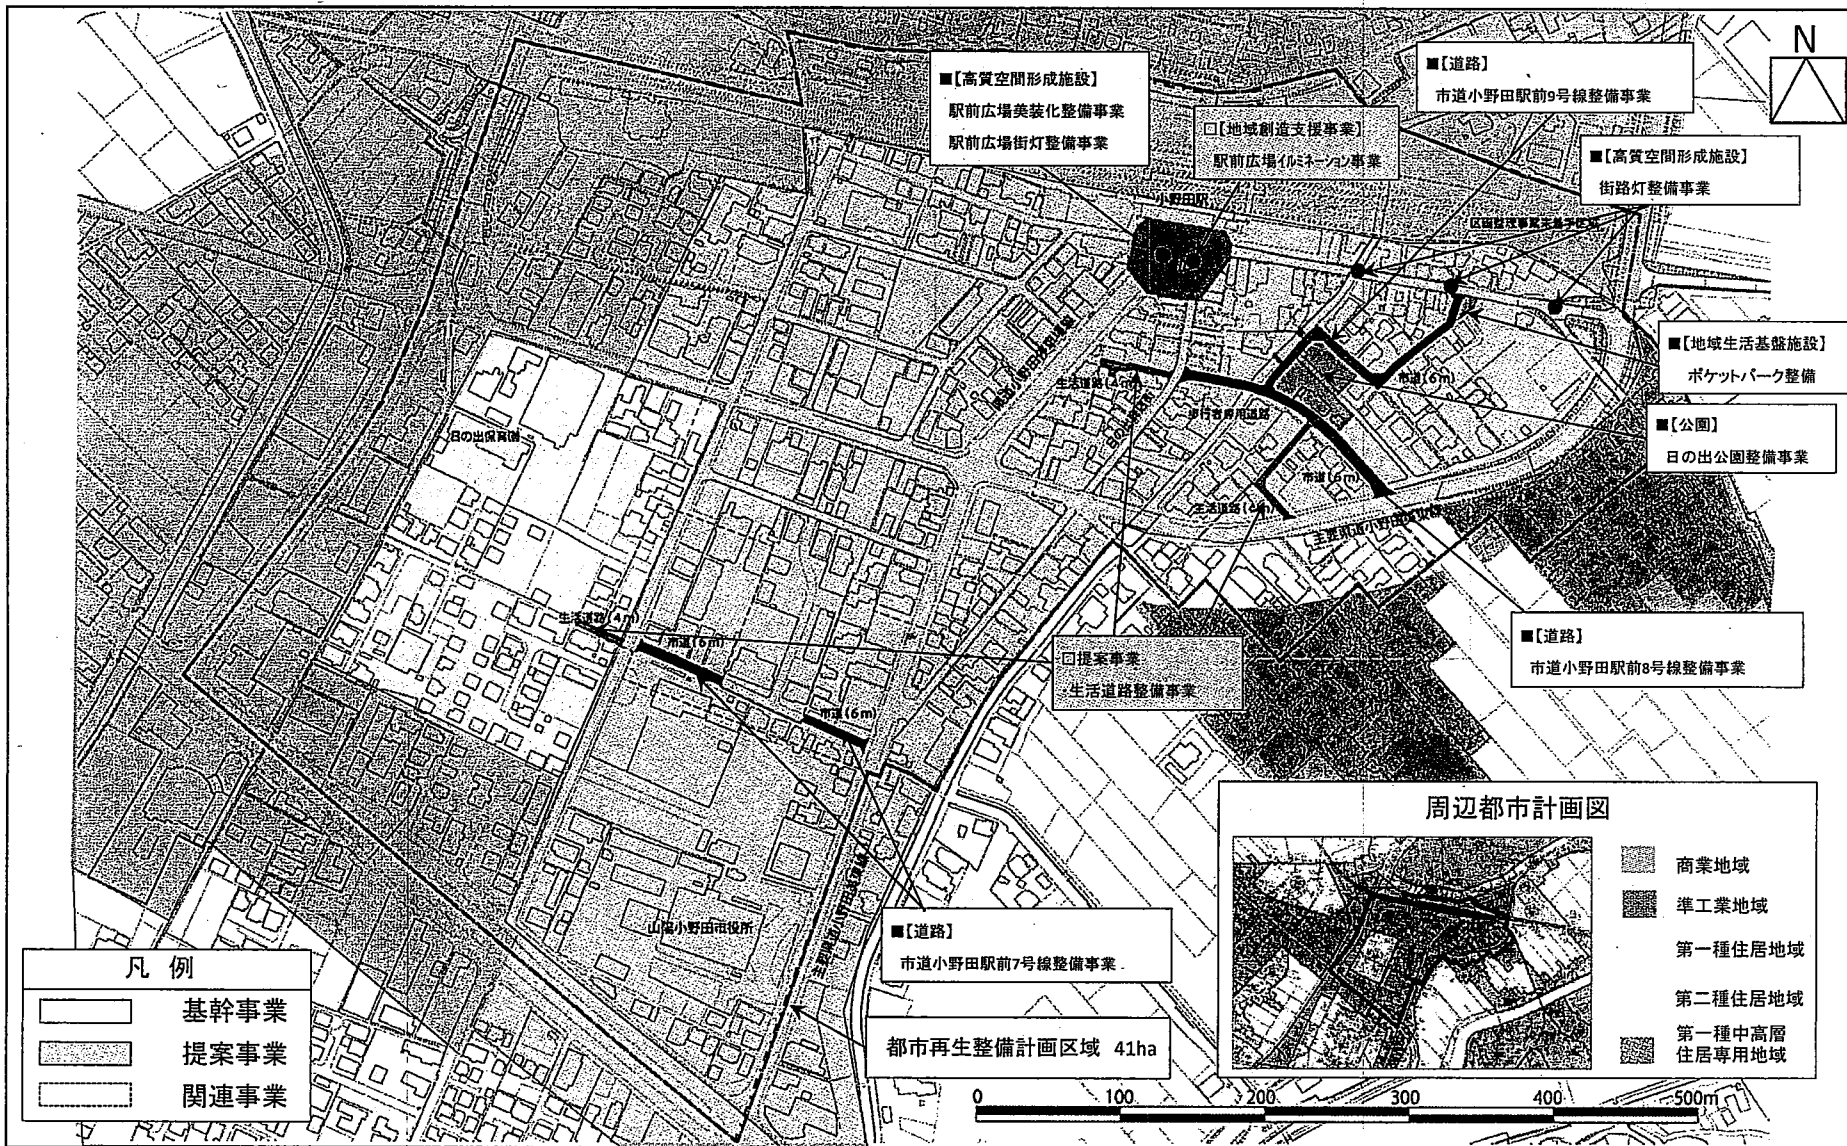 ■【高質空間形成施設】
駅前広場美装化整備事業
駅前広場街灯整備事業
□【地域創造支援事業】
駅前広場イルミネーション事業
■【道路】
市道小野田駅前9号線整備事業
N
■【高質空間形成施設】
街路灯整備事業
小野田駅
■【地域生活基盤施設】
ポケットパーク整備
■【公園】
日の出公園整備事業
生活道路(4m)
市道(6m)
歩行者専用道路
市道(6m)
生活道路(4m)
日の出保育園
生活道路(4m)
市道(6m)
市道(6m)
□提案事業
生活道路整備事業
■【道路】
市道小野田駅前8号線整備事業
山陽小野田市役所
■【道路】
市道小野田駅前7号線整備事業
都市再生整備計画区域 41ha
凡 例
基幹事業
提案事業
関連事業
周辺都市計画図
商業地域
準工業地域
第一種住居地域
第二種住居地域
第一種中高層
住居専用地域
0 100 200 300 400 500m